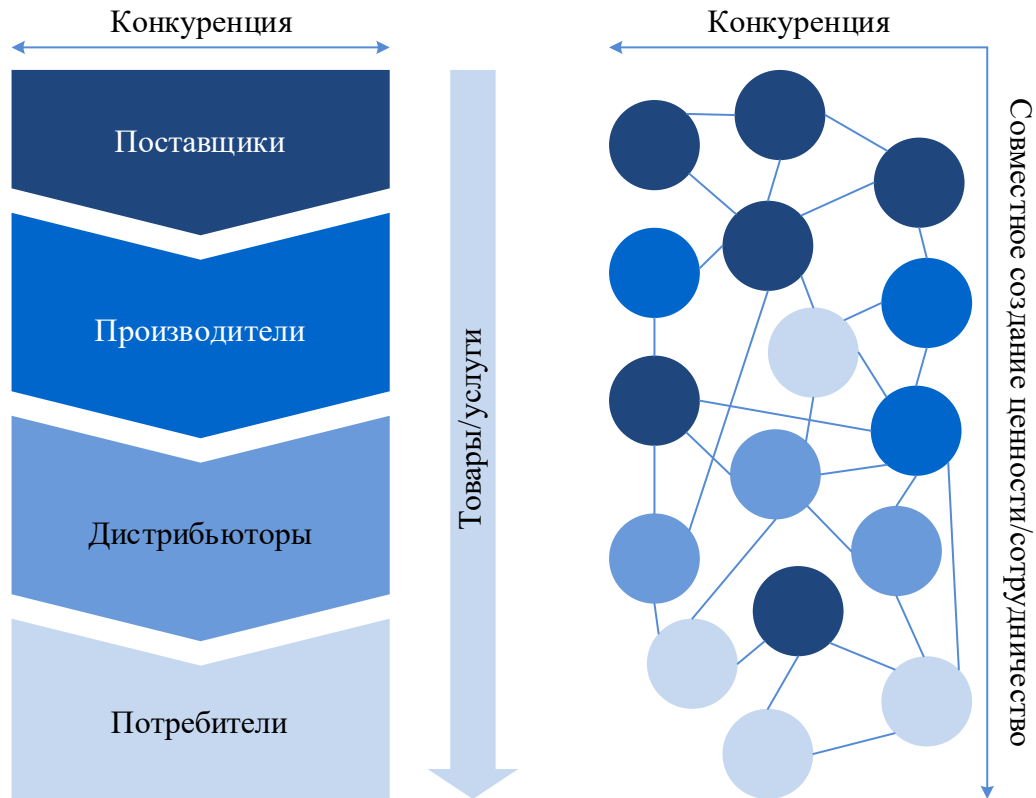 Конкуренция
Поставщики
Производители
Дистрибьюторы
Потребители
Товары/услуги
Конкуренция
Совместное создание ценности/сотрудничество